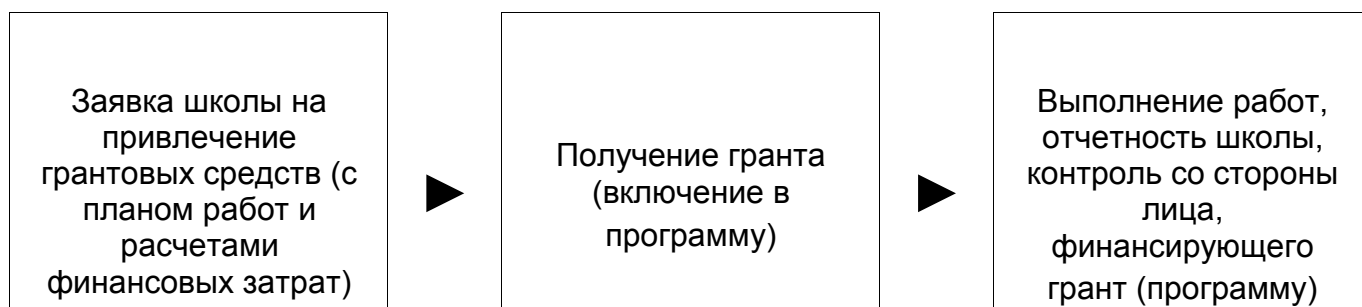 Заявка школы на
привлечение
грантовых средств (с
планом работ и
расчетами
финансовых затрат)
Получение гранта
(включение в
программу)
Выполнение работ,
отчетность школы,
контроль со стороны
лица,
финансирующего
грант (программу)